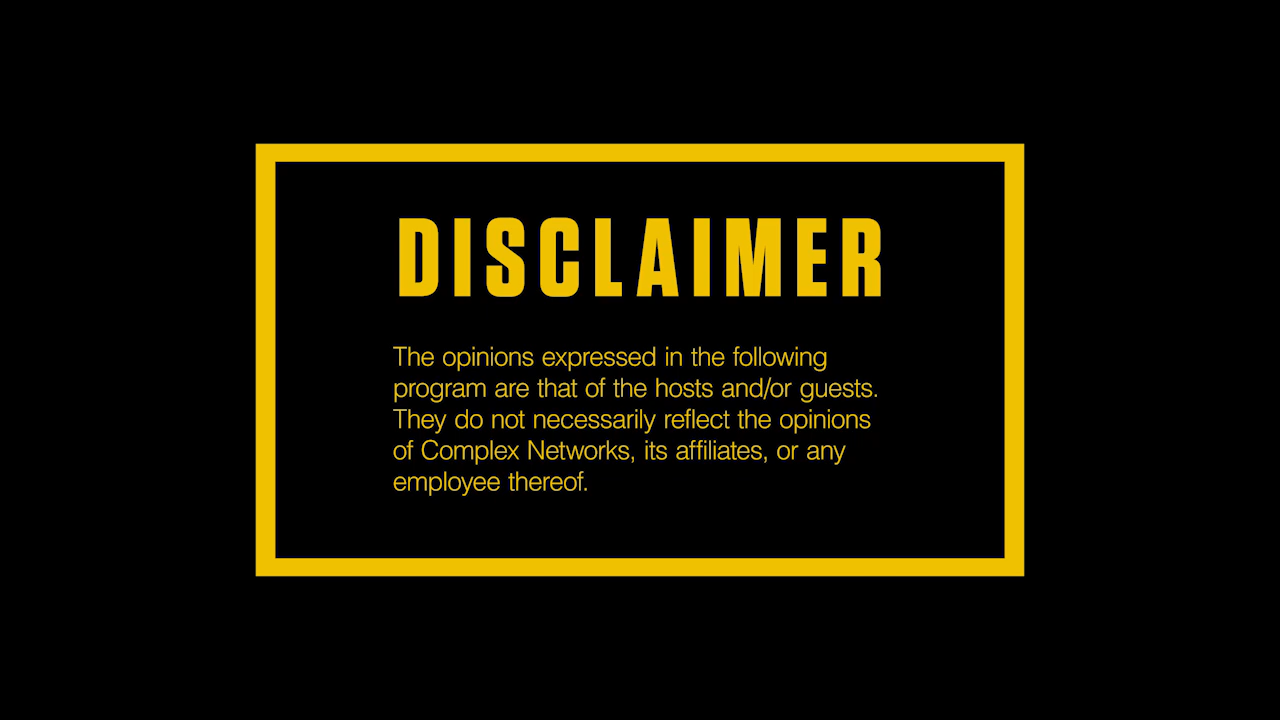 DISCLAIMER
The opinions expressed in the following
program are that of the hosts and/or guests.
They do not necessarily reflect the opinions
of Complex Networks, its affiliates, or any
employee thereof.